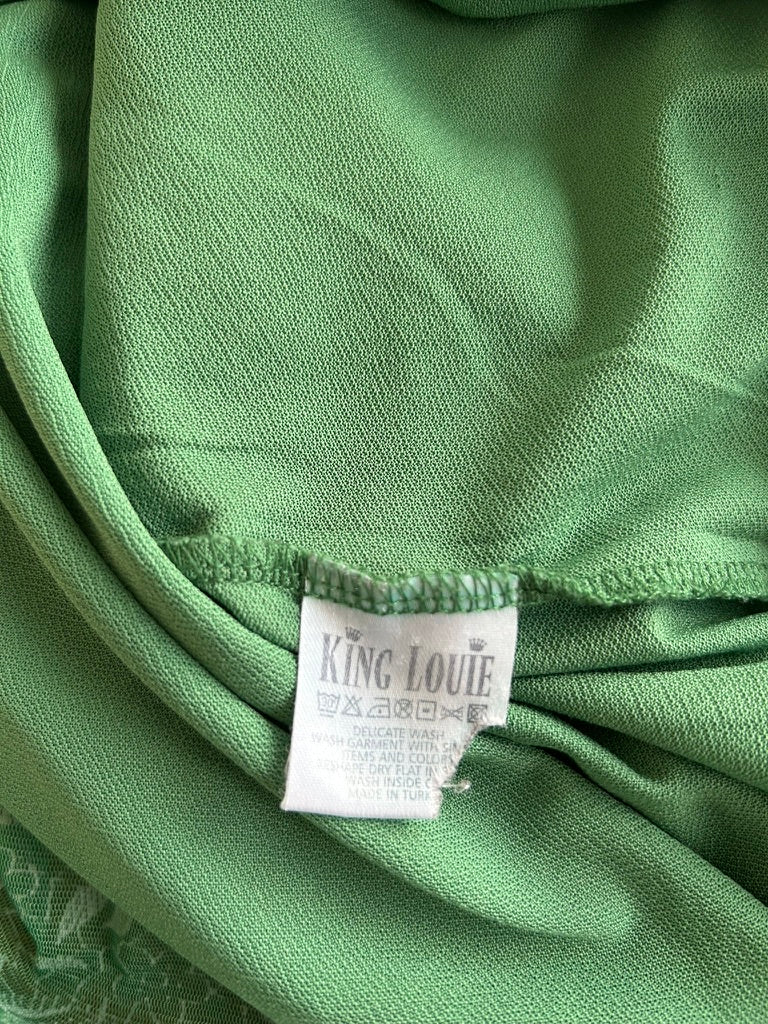 KING LOUIE
30
DELICATE WASH
WASH GARMENT WITH SI
ITEMS AND COLOR
RESHAPE DRY FLAT IN S
WASH INSIDE O
MADE IN TURK